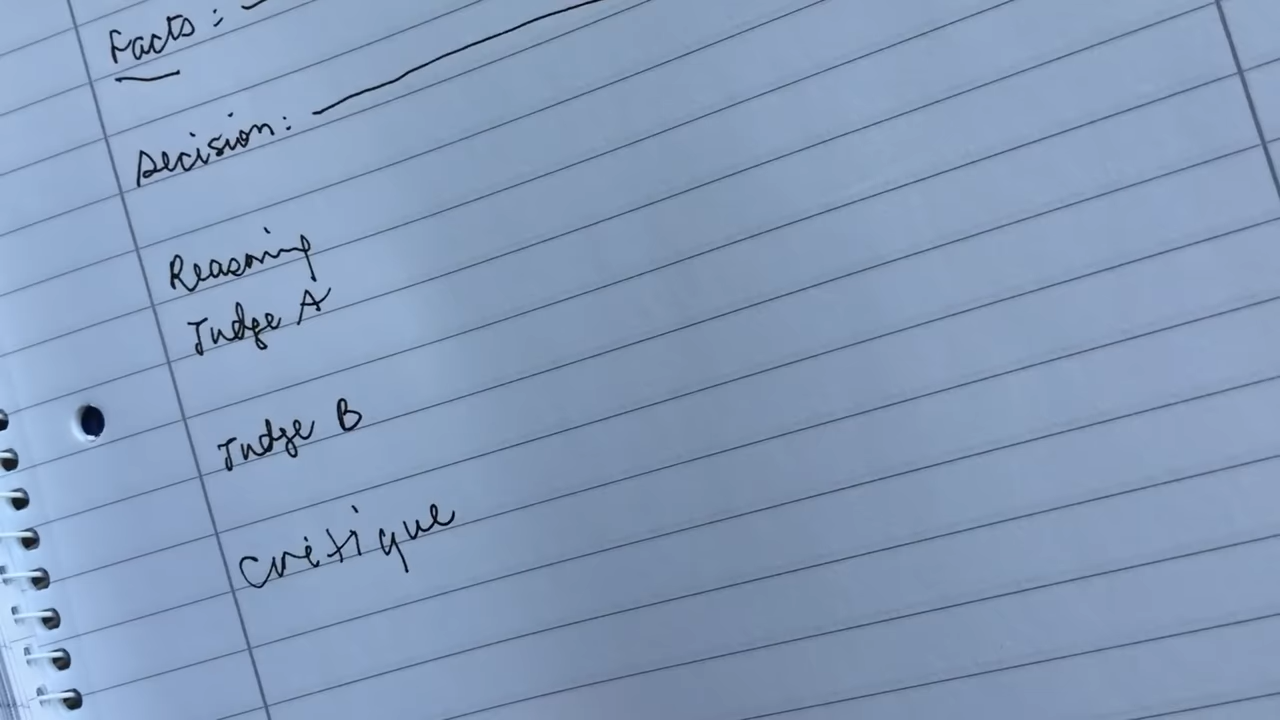 Facts:
Decision:
Reasoning
Judge A
Judge B
Critique